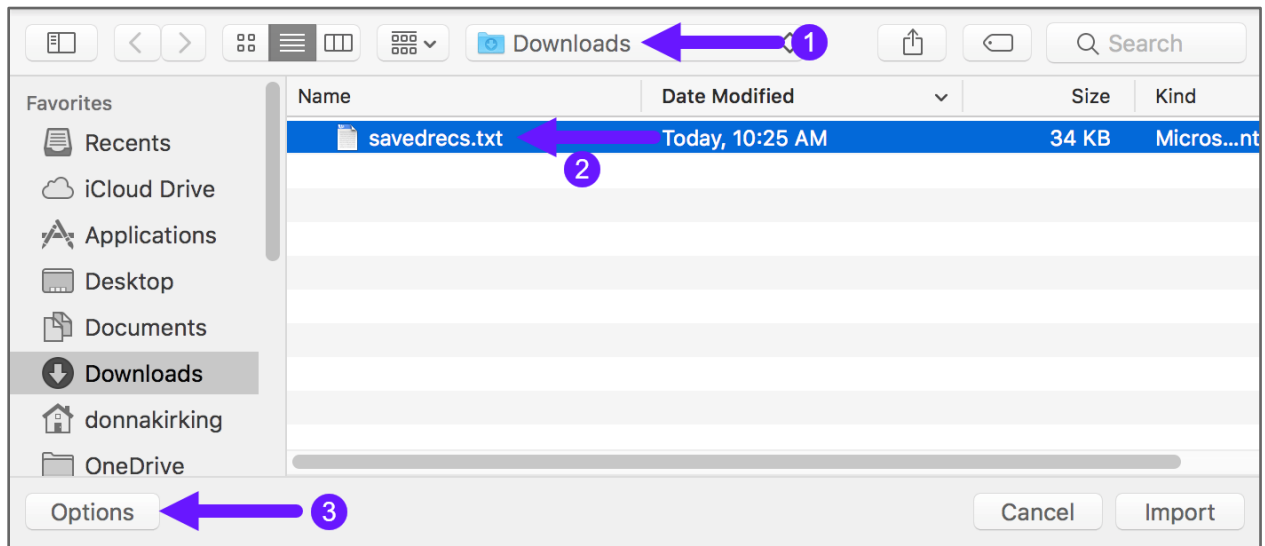 Downloads 1 Search
Favorites
Name Date Modified Size Kind
Recents
savedrecs.txt Today, 10:25 AM 34 KB Micros...nt
2
iCloud Drive
Applications
Desktop
Documents
Downloads
donnakirking
OneDrive
Options 3 Cancel Import